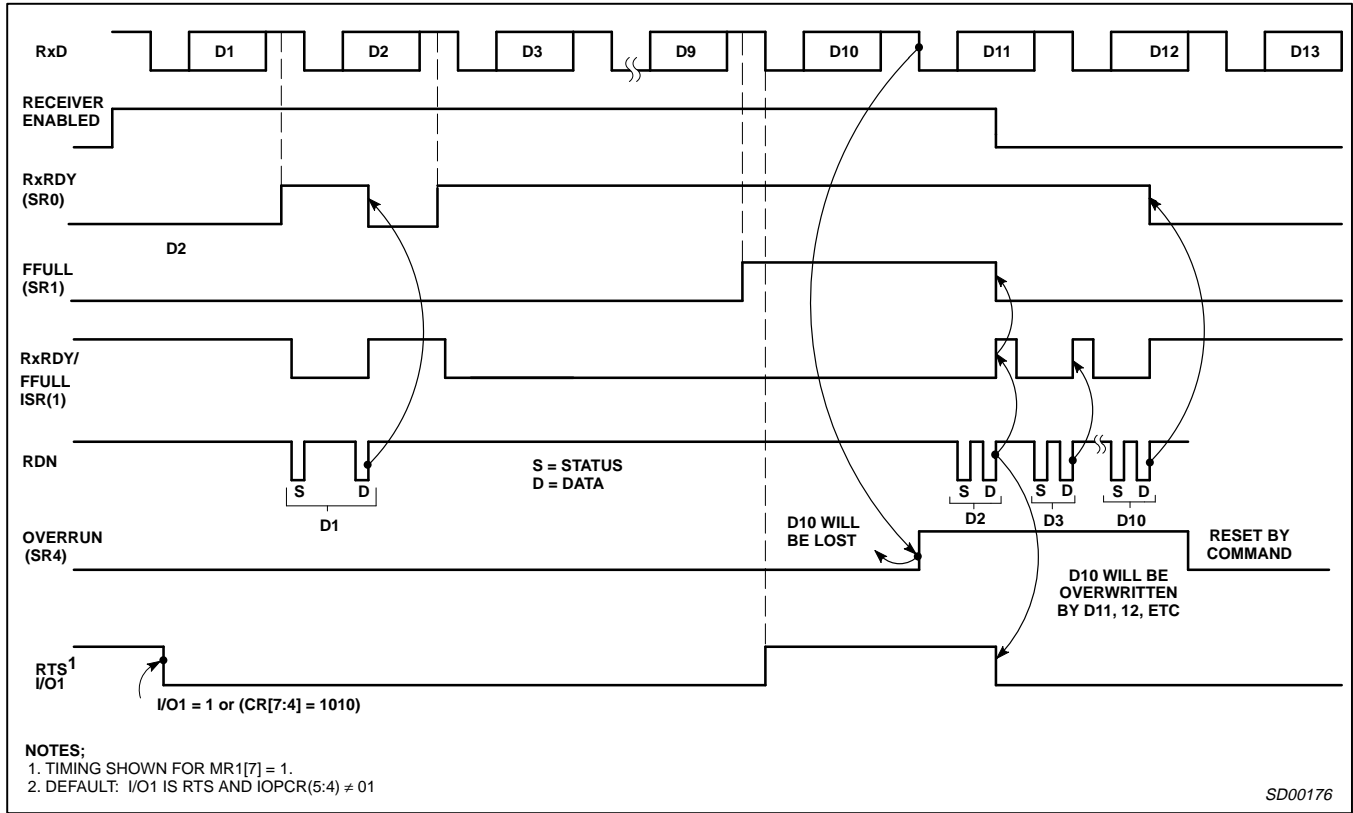 RxD
D1
D2
D3
D9
D10
D11
D12
D13
RECEIVER
ENABLED
RxRDY
(SR0)
D2
FFULL
(SR1)
RxRDY/
FFULL
ISR(1)
RDN
S
D
D1
S = STATUS
D = DATA
S
D
D2
S
D
D3
S
D
D10
OVERRUN
(SR4)
D10 WILL
BE LOST
RESET BY
COMMAND
D10 WILL BE
OVERWRITTEN
BY D11, 12, ETC
RTS1
I/O1
I/O1 = 1 or (CR[7:4] = 1010)
NOTES;
1. TIMING SHOWN FOR MR1[7] = 1.
2. DEFAULT: I/O1 IS RTS AND IOPCR(5:4) ≠ 01
SD00176